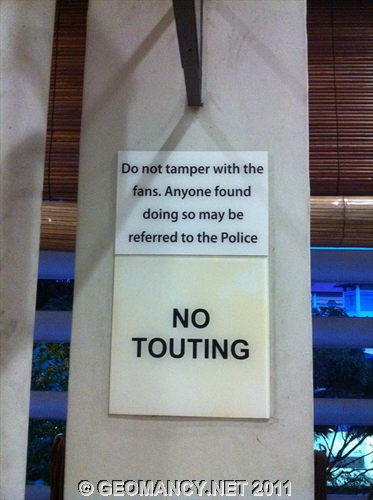 Do not tamper with the
fans. Anyone found
doing so may be
referred to the Police
NO
TOUTING
© GEOMANCY.NET 2011